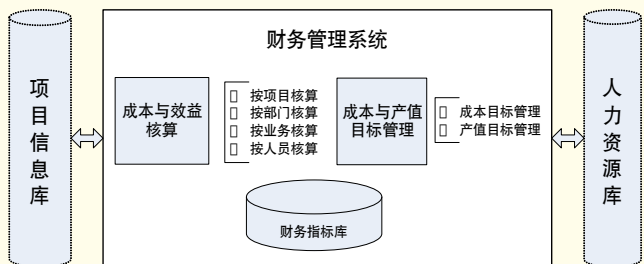 财务管理系统
项目信息库
成本与效益
核算
按项目核算
按部门核算
按业务核算
按人员核算
成本与产值
目标管理
成本目标管理
产值目标管理
人力资源库
财务指标库